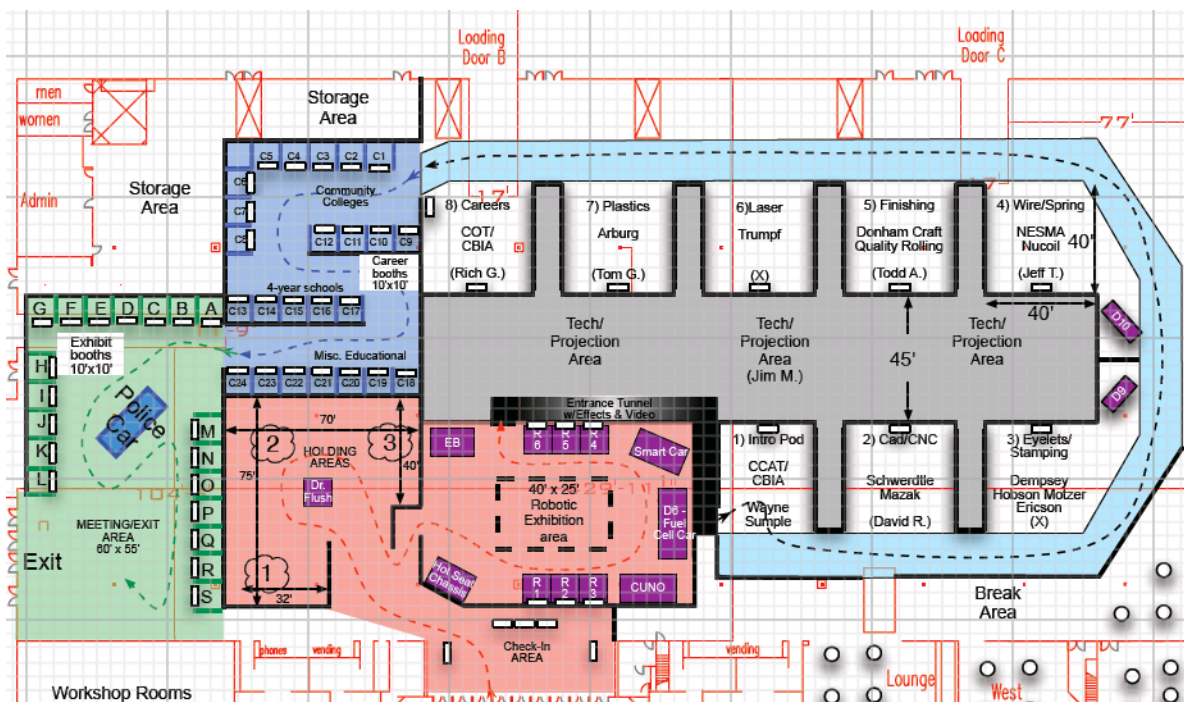 Loading
Door B
Loading
Door C
men
women
Admin
Storage
Area
Storage
Area
77'
17'
17'
C5
C4
C3
C2
C1
C6
C7
C8
Community
Colleges
C12
C11
C10
C9
Career
booths
10'x10'
4-year schools
C13
C14
C15
C16
C17
Misc. Educational
C24
C23
C22
C21
C20
C19
C18
8) Careers
COT/
CBIA
(Rich G.)
7) Plastics
Arburg
(Tom G.)
6)Laser
Trumpf
(X)
5) Finishing
Donham Craft
Quality Rolling
(Todd A.)
4) Wire/Spring
NESMA
Nucoil
(Jeff T.)
40'
40'
Tech/
Projection
Area
Tech/
Projection
Area
(Jim M.)
Tech/
Projection
Area
45'
D10
D9
G
F
E
D
C
B
A
Exhibit
booths
10'x10'
H
I
J
K
L
Police
Car
M
N
O
P
Q
R
S
104
MEETING/EXIT
AREA
60' x 55'
Exit
70'
75'
40'
2
3
HOLDING
AREAS
Dr.
Flush
1
32'
Entrance Tunnel
w/Effects & Video
EB
R
6
R
5
R
4
Smart Car
40' x 25'
Robotic
Exhibition
area
D6 -
Fuel
Cell Car
Hot Seat
Chassis
R
1
R
2
R
3
CUNO
Check-In
AREA
1) Intro Pod
CCAT/
CBIA
Wayne
Sumple
2) Cad/CNC
Schwerdtle
Mazak
(David R.)
3) Eyelets/
Stamping
Dempsey
Hobson Motzer
Ericson
(X)
Break
Area
phones
vending
vending
Workshop Rooms
Lounge
West